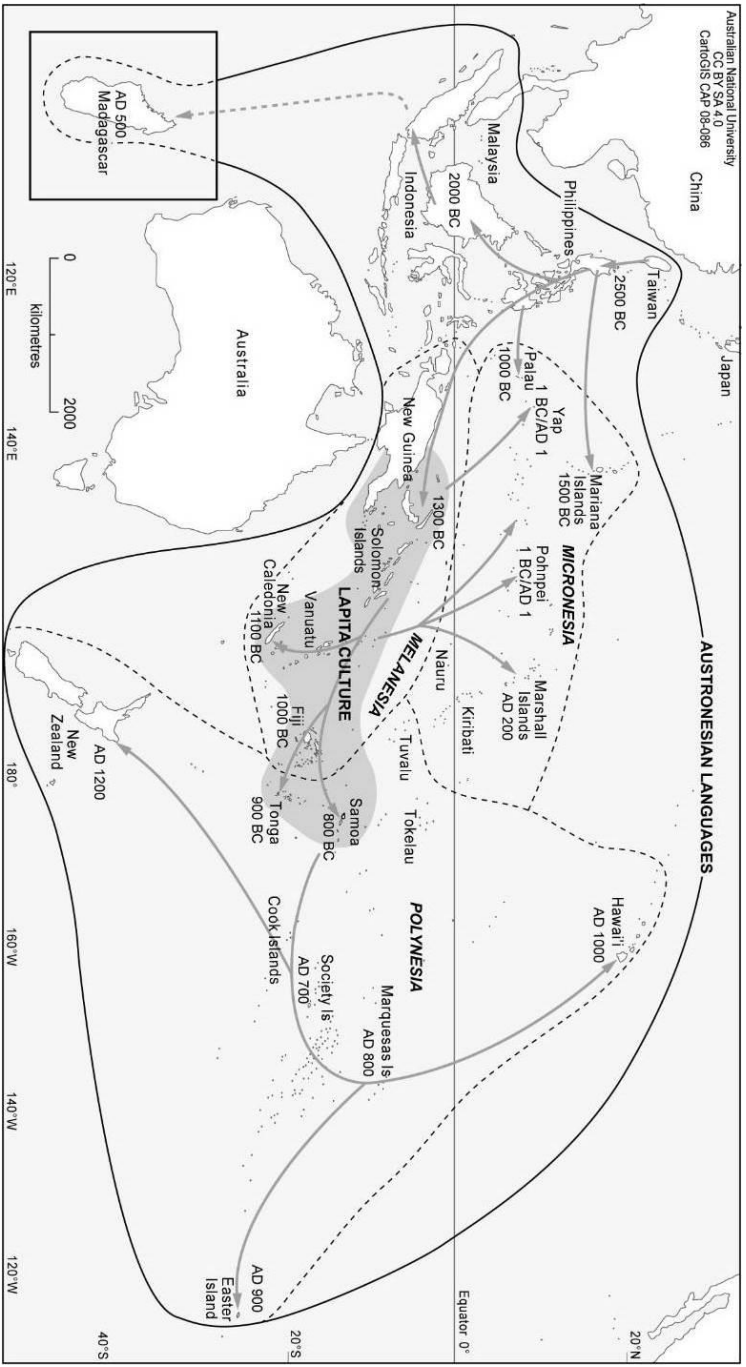 Australian National University
CC BY SA 4.0
CartoGIS CAP 08-086
China
Japan
Taiwan
2500 BC
AUSTRONESIAN LANGUAGES
20°N
Hawai'i
AD 1000
Philippines
Mariana
Islands
1500 BC
MICRONESIA
Malaysia
Palau
1000 BC
Yap
1 BC/AD 1
Pohnpei
1 BC/AD 1
Marshall
Islands
AD 200
Equator 0°
2000 BC
Indonesia
New Guinea
1300 BC
Solomon
Islands
Nauru
Kiribati
MELANESIA
Tuvalu
Tokelau
POLYNESIA
Marquesas Is
AD 800
LAPITA CULTURE
Vanuatu
New
Caledonia
1100 BC
Fiji
1000 BC
Samoa
800 BC
Tonga
900 BC
Cook Islands
Society Is
AD 700
20°S
AD 900
Easter
Island
AD 500
Madagascar
Australia
AD 1200
New
Zealand
40°S
0
2000
kilometres
120°E
140°E
180°
160°W
140°W
120°W